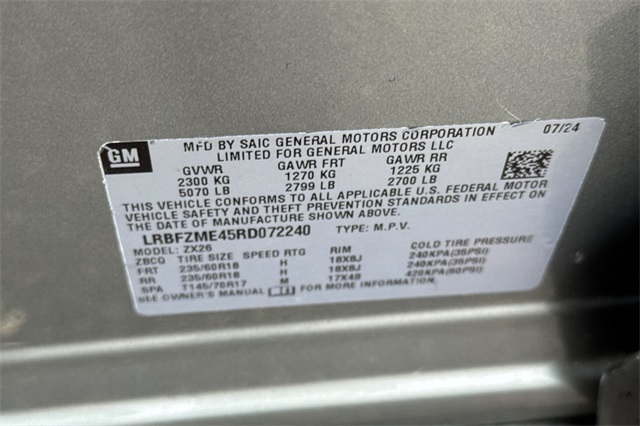 GM
MFD BY SAIC GENERAL MOTORS CORPORATION 07/24
LIMITED FOR GENERAL MOTORS LLC
GVWR GAWR FRT GAWR RR
2300 KG 1270 KG 1225 KG
5070 LB 2799 LB 2700 LB
THIS VEHICLE CONFORMS TO ALL APPLICABLE U.S. FEDERAL MOTOR
VEHICLE SAFETY AND THEFT PREVENTION STANDARDS IN EFFECT ON
THE DATE OF MANUFACTURE SHOWN ABOVE.
LRBFZME45RD072240 TYPE: M.P.V.
MODEL: ZX26
ZBCQ TIRE SIZE SPEED RTG RIM COLD TIRE PRESSURE
FRT 235/60R18 H 18X8J 240KPA(35PSI)
RR 235/60R18 H 18X8J 240KPA(35PSI)
SPA T145/70R17 M 17X4B 420KPA(60PSI)
SEE OWNER'S MANUAL